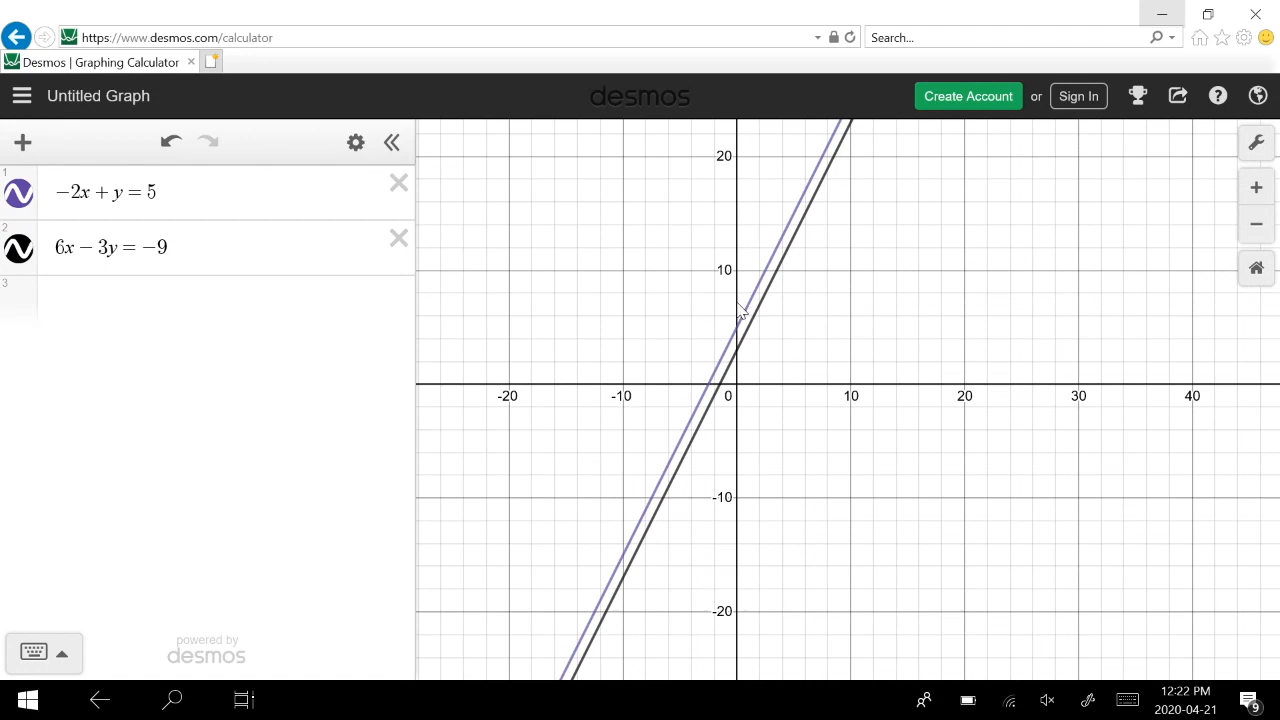 https://www.desmos.com/calculator
Search...
Desmos | Graphing Calculator
Untitled Graph
desmos
Create Account or Sign In
1
−2x + y = 5
2
6x − 3y = −9
3
20
10
-20 -10 0 10 20 30 40
-10
-20
powered by
desmos
12:22 PM
2020-04-21
9